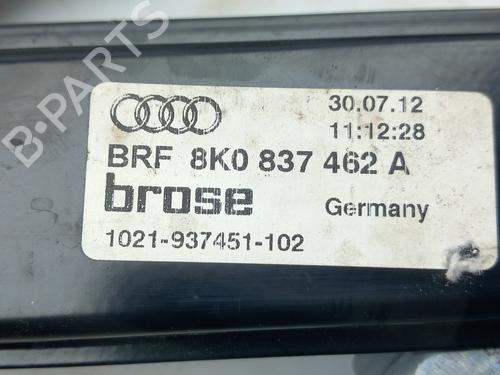 30.07.12
11:12:28
BRF 8K0 837 462 A
brose
Germany
1021-937451-102
B-PARTS